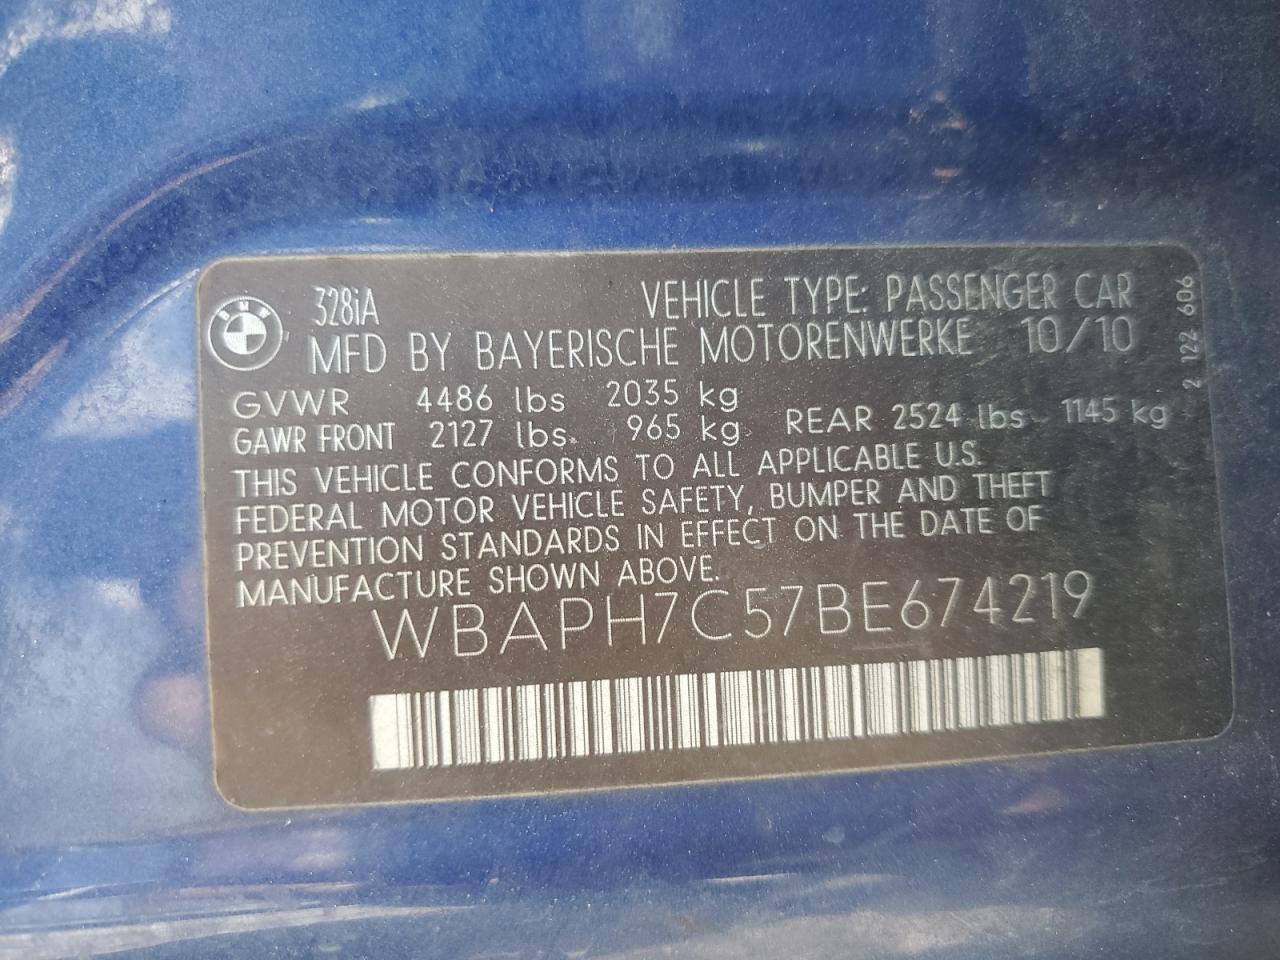 328iA VEHICLE TYPE: PASSENGER CAR
MFD BY BAYERISCHE MOTORENWERKE 10/10
GVWR 4486 lbs 2035 kg
GAWR FRONT 2127 lbs. 965 kg REAR 2524 lbs 1145 kg
THIS VEHICLE CONFORMS TO ALL APPLICABLE U.S.
FEDERAL MOTOR VEHICLE SAFETY, BUMPER AND THEFT
PREVENTION STANDARDS IN EFFECT ON THE DATE OF
MANUFACTURE SHOWN ABOVE.
WBAPH7C57BE674219
2 122 606
BMW